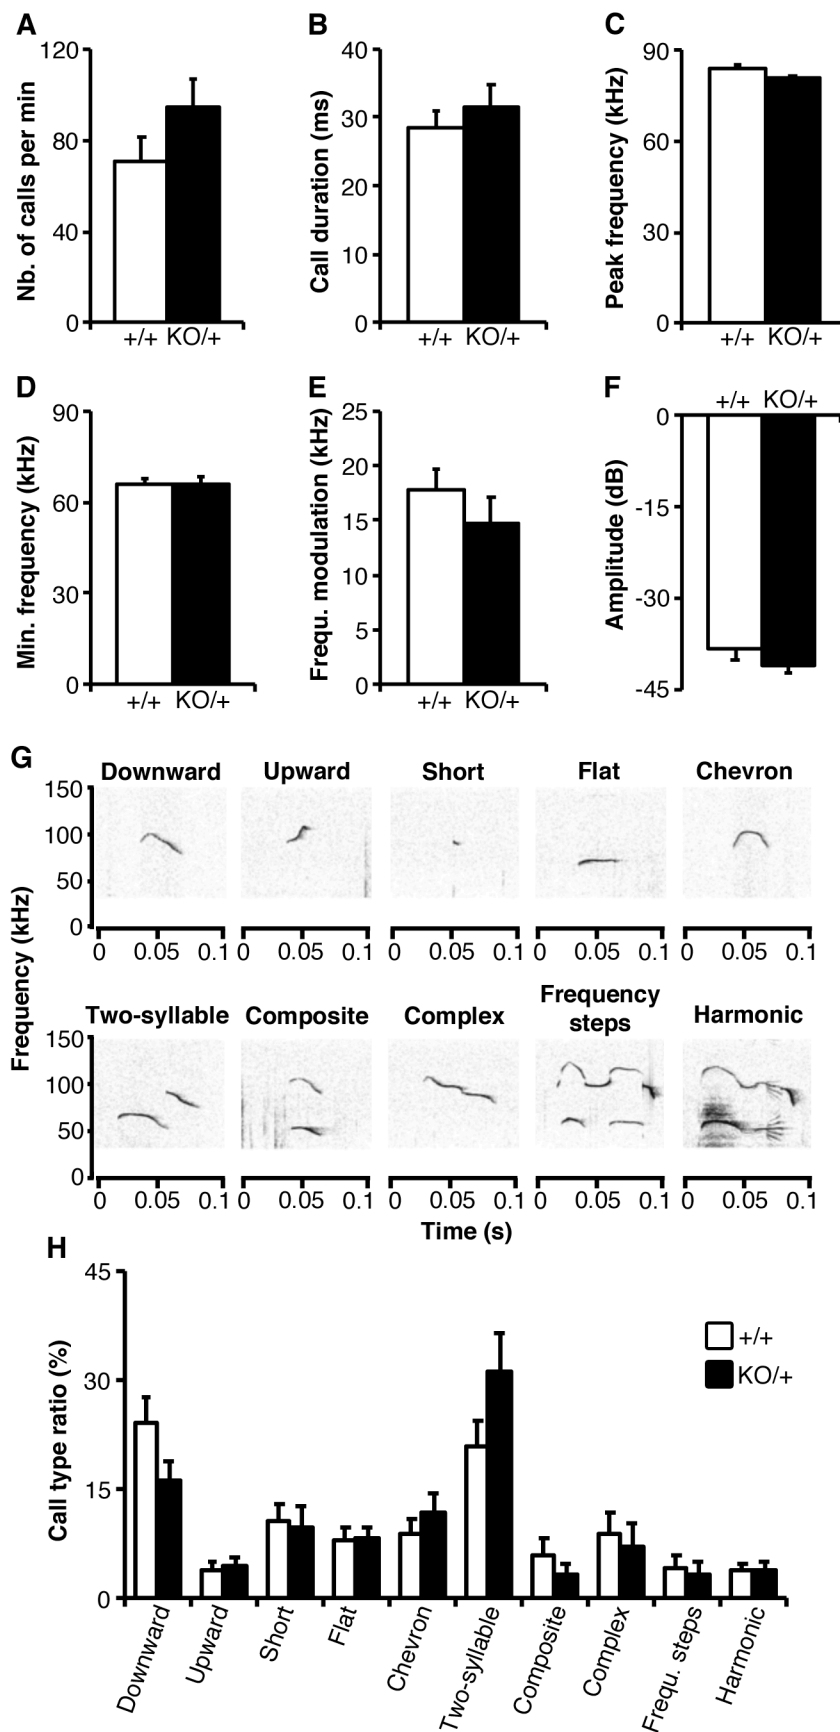 A
Nb. of calls per min
120
80
40
0
+/+ KO/+
B
Call duration (ms)
40
30
20
10
0
+/+ KO/+
C
Peak frequency (kHz)
90
60
30
0
+/+ KO/+
D
Min. frequency (kHz)
90
60
30
0
+/+ KO/+
E
Frequ. modulation (kHz)
25
20
15
10
5
0
+/+ KO/+
F
Amplitude (dB)
+/+ KO/+
0
-15
-30
-45
G
Frequency (kHz)
Downward Upward Short Flat Chevron
150
100
50
0
0 0.05 0.1 0 0.05 0.1 0 0.05 0.1 0 0.05 0.1 0 0.05 0.1
Two-syllable Composite Complex Frequency
steps
Harmonic
150
100
50
0
0 0.05 0.1 0 0.05 0.1 0 0.05 0.1 0 0.05 0.1 0 0.05 0.1
Time (s)
H
Call type ratio (%)
45
30
15
0
+/+
KO/+
Downward
Upward
Short
Flat
Chevron
Two-syllable
Composite
Complex
Frequ. steps
Harmonic